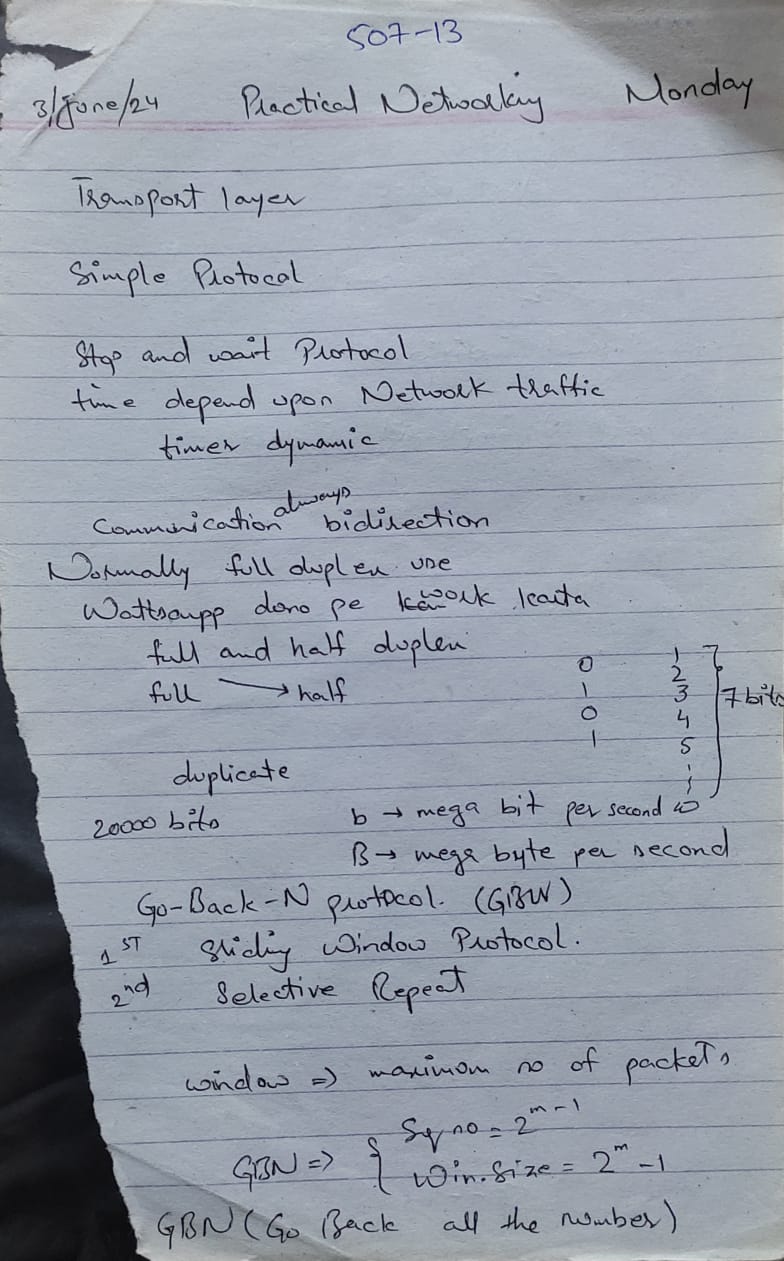 507-13
3/June/24 Practical Networking Monday
Transport layer
Simple Protocal
Stop and wait Protocol
time depend upon Network traffic
timer dynamic
Communication always bidirection
Normally full duplex use
Wattsapp dono pe work karta
full and half duplex
full → half
0 1
1 2
0 3
1 4
5
10
7 bits
duplicate
20000 bits b → mega bit per second
B → mega byte per second
Go-Back-N protocol. (GBN)
1ST Sliding Window Protocol.
2nd Selective Repeat
window => maximum no of packets
GBN => { Sq no = 2^m-1
Win.Size = 2^m - 1
GBN (Go Back all the number)